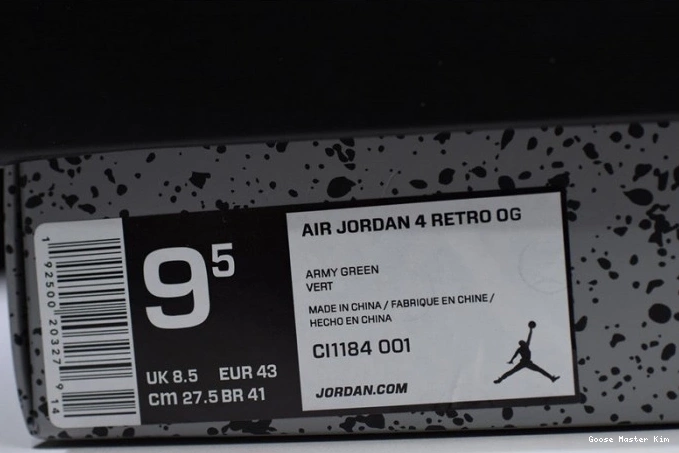 1 92500 20327 9 14
9 5
UK 8.5 EUR 43
cm 27.5 BR 41
AIR JORDAN 4 RETRO OG
ARMY GREEN
VERT
MADE IN CHINA / FABRIQUE EN CHINE /
HECHO EN CHINA
CI1184 001
JORDAN.COM
Goose Master Kim